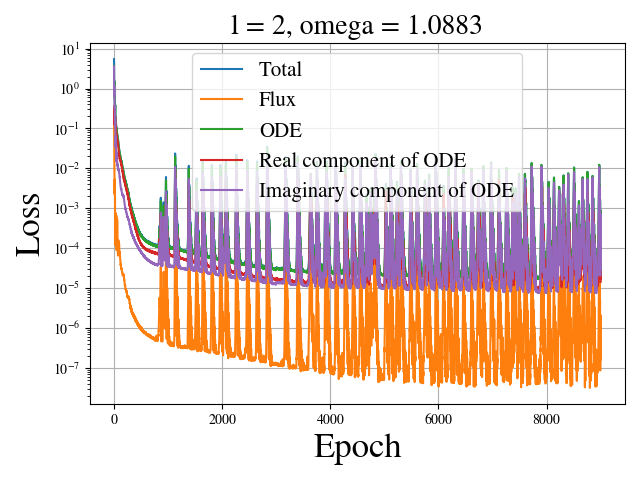 l = 2, omega = 1.0883
Total
Flux
ODE
Real component of ODE
Imaginary component of ODE
Loss
10^1
10^0
10^-1
10^-2
10^-3
10^-4
10^-5
10^-6
10^-7
0
2000
4000
6000
8000
Epoch